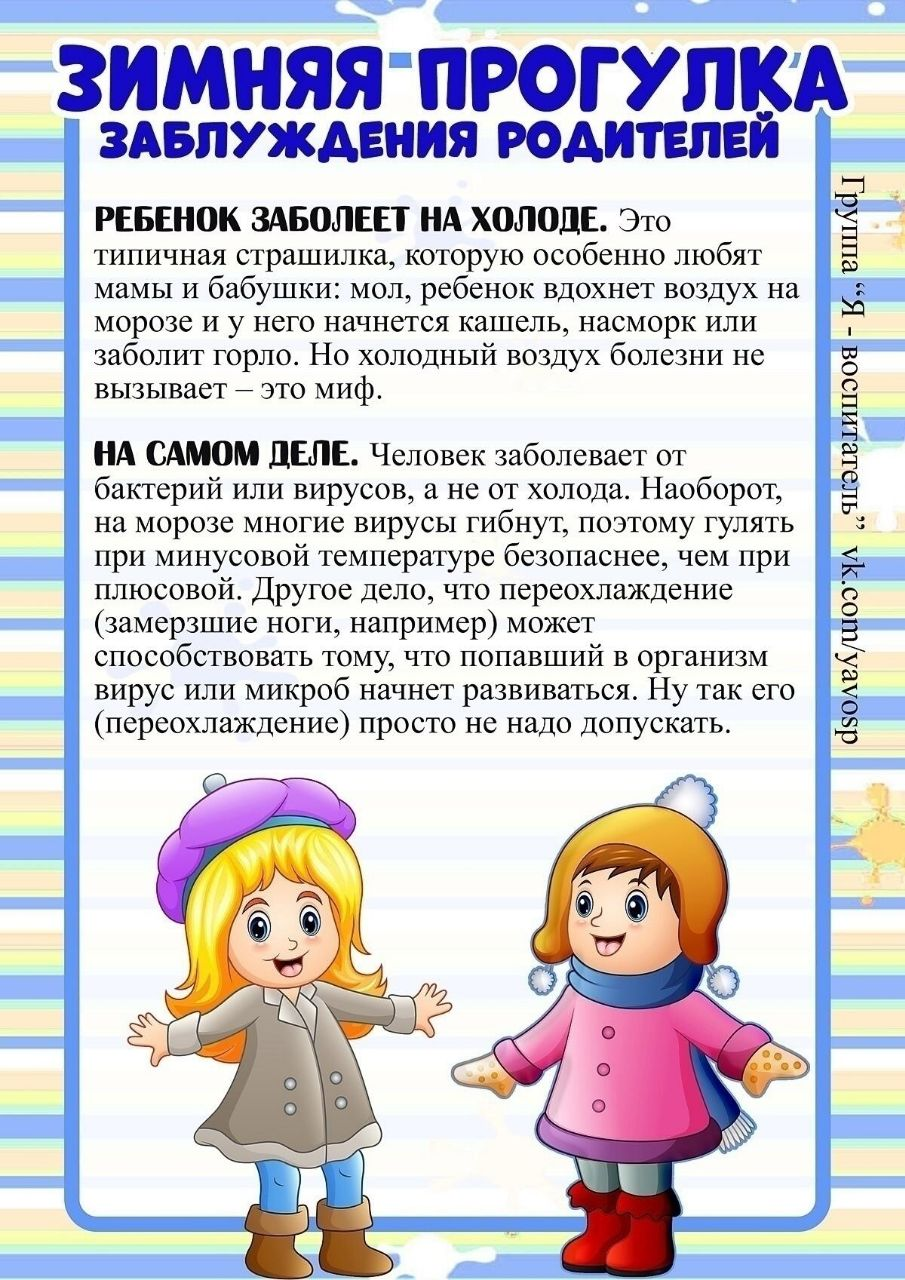 ЗИМНЯЯ ПРОГУЛКА
ЗАБЛУЖДЕНИЯ РОДИТЕЛЕЙ
РЕБЕНОК ЗАБОЛЕЕТ НА ХОЛОДЕ. Это
типичная страшилка, которую особенно любят
мамы и бабушки: мол, ребенок вдохнет воздух на
морозе и у него начнется кашель, насморк или
заболит горло. Но холодный воздух болезни не
вызывает – это миф.
НА САМОМ ДЕЛЕ. Человек заболевает от
бактерий или вирусов, а не от холода. Наоборот,
на морозе многие вирусы гибнут, поэтому гулять
при минусовой температуре безопаснее, чем при
плюсовой. Другое дело, что переохлаждение
(замерзшие ноги, например) может
способствовать тому, что попавший в организм
вирус или микроб начнет развиваться. Ну так его
(переохлаждение) просто не надо допускать.
Группа “Я - воспитатель” vk.com/yavosp